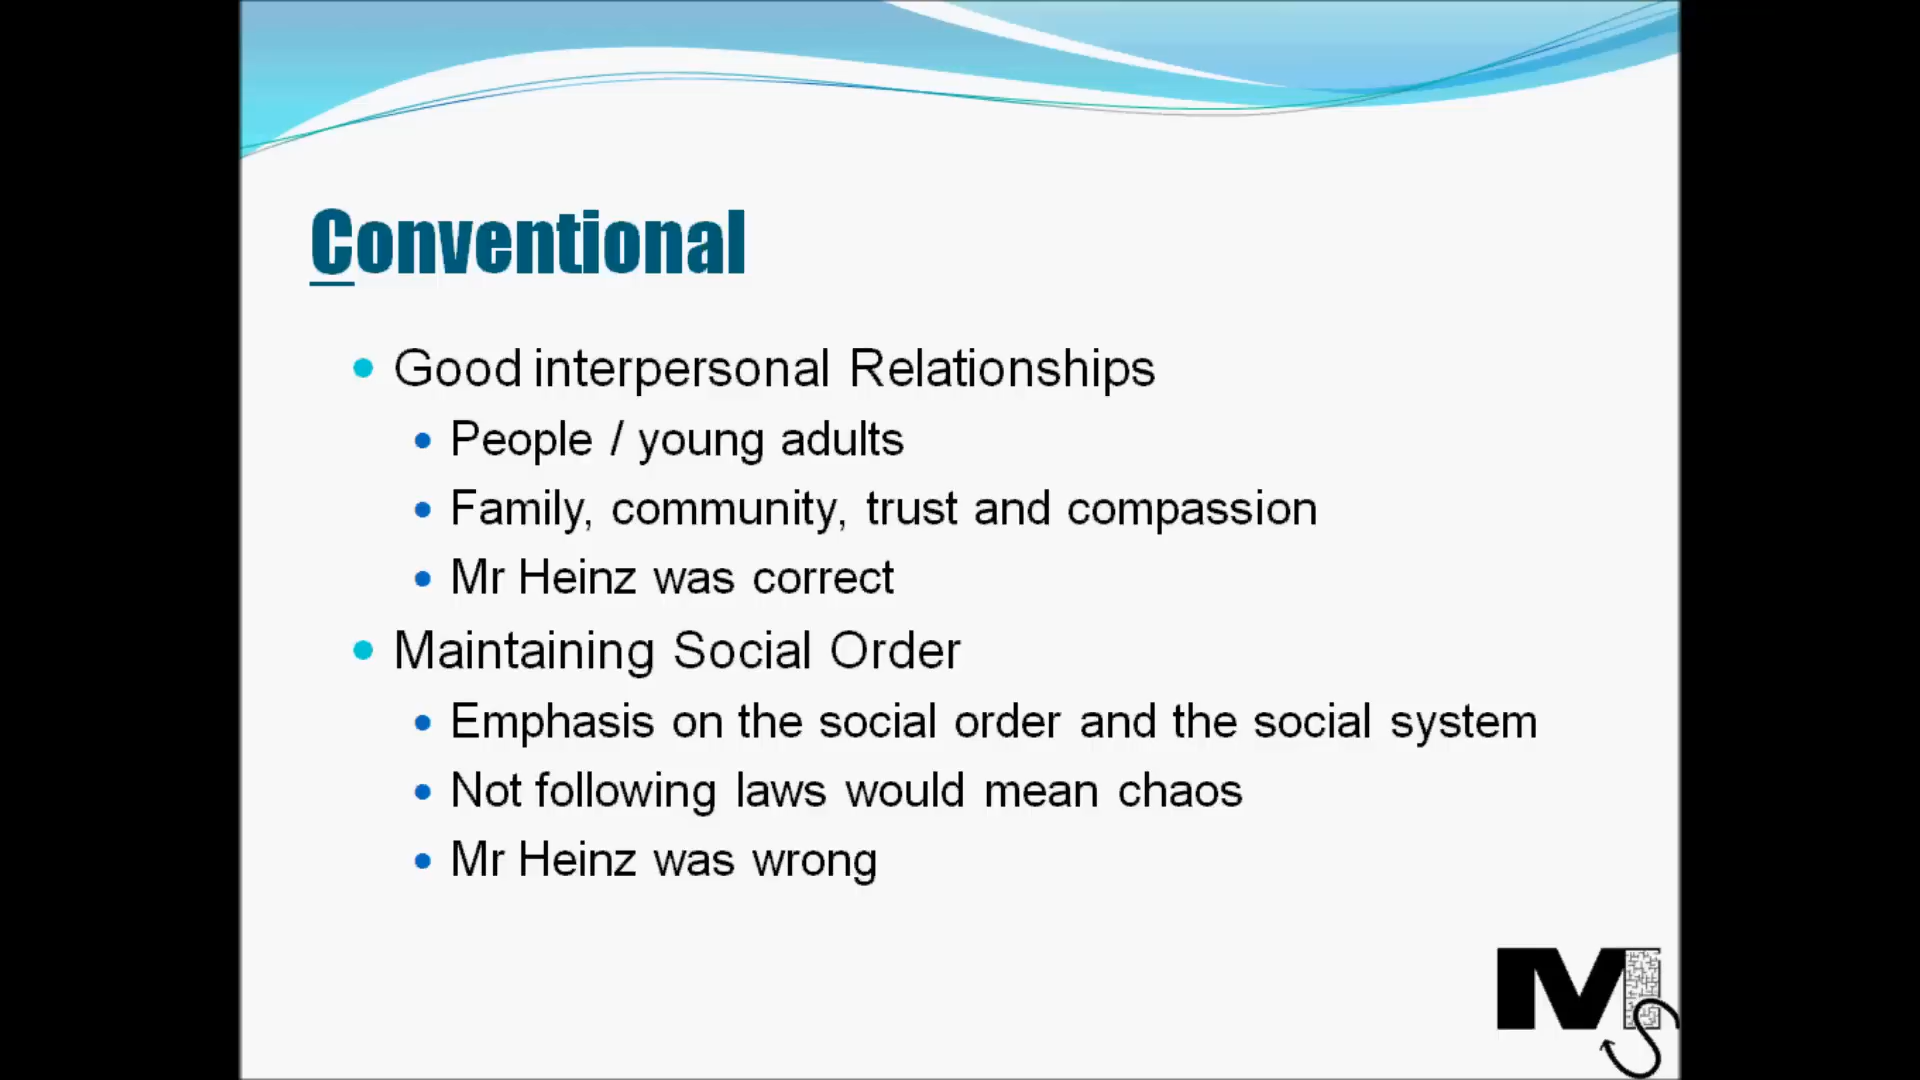 Conventional
Good interpersonal Relationships
People / young adults
Family, community, trust and compassion
Mr Heinz was correct
Maintaining Social Order
Emphasis on the social order and the social system
Not following laws would mean chaos
Mr Heinz was wrong
MS